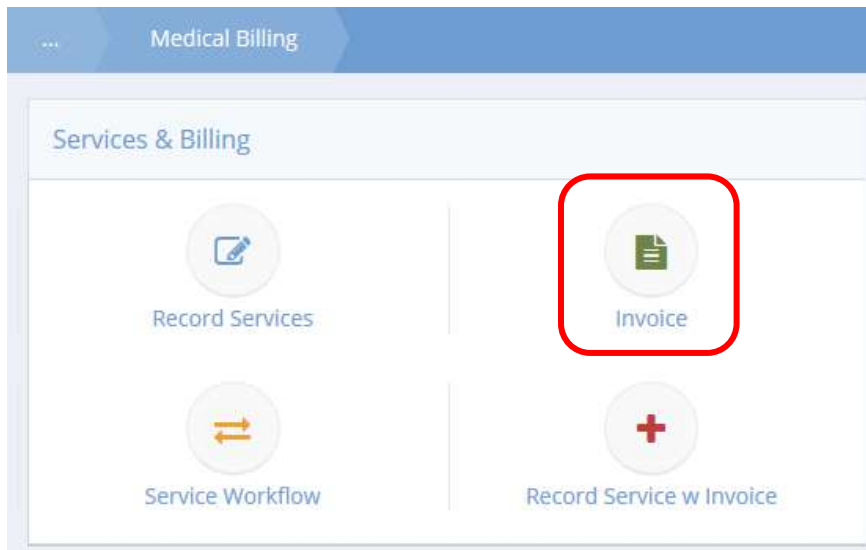 ... Medical Billing
Services & Billing
Record Services
Invoice
Service Workflow
Record Service w Invoice